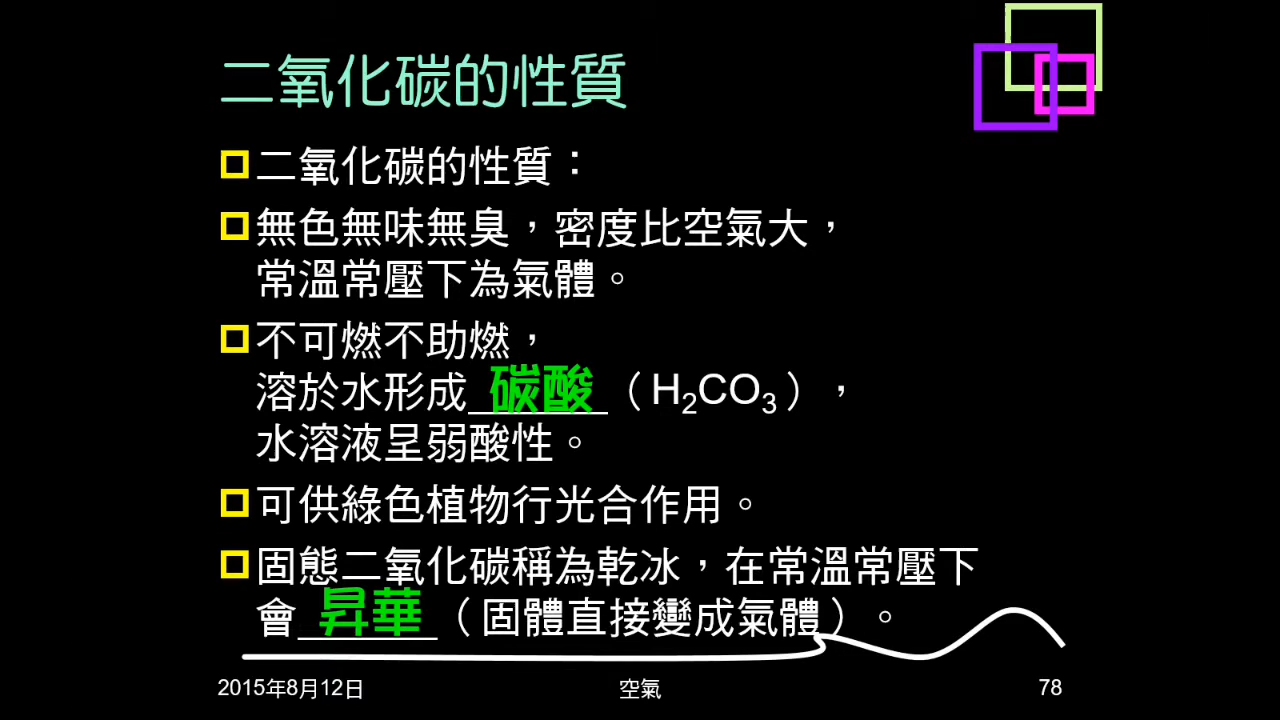 二氧化碳的性質
二氧化碳的性質：
無色無味無臭，密度比空氣大，
常溫常壓下為氣體。
不可燃不助燃，
溶於水形成 碳酸 （H₂CO₃），
水溶液呈弱酸性。
可供綠色植物行光合作用。
固態二氧化碳稱為乾冰，在常溫常壓下
會 昇華 （固體直接變成氣體）。
2015年8月12日 空氣 78